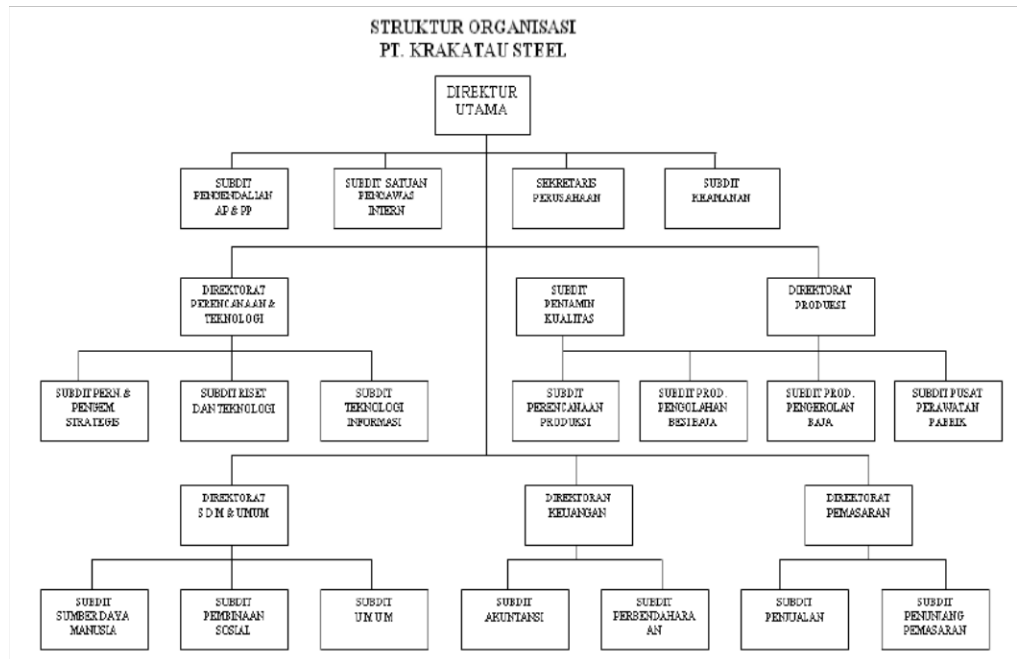 STRUKTUR ORGANISASI
PT. KRAKATAU STEEL
DIREKTUR
UTAMA
SUBDIT
PENGENDALIAN
AP & PP
SUBDIT SATUAN
PENGAWAS
INTERN
SEKRETARIS
PERUSAHAAN
SUBDIT
KEAMANAN
DIREKTORAT
PERENCANAAN &
TEKNOLOGI
SUBDIT
PENJAMIN
KUALITAS
DIREKTORAT
PRODUKSI
SUBDIT PERN. &
PENGEM.
STRATEGIS
SUBDIT RISET
DAN TEKNOLOGI
SUBDIT
TEKNOLOGI
INFORMASI
SUBDIT
PERENCANAAN
PRODUKSI
SUBDIT PROD.
PENGOLAHAN
BESI BAJA
SUBDIT PROD.
PENGEROLAN
BAJA
SUBDIT PUSAT
PERAWATAN
PABRIK
DIREKTORAT
S D M & UMUM
DIREKTORAN
KEUANGAN
DIREKTORAT
PEMASARAN
SUBDIT
SUMBER DAYA
MANUSIA
SUBDIT
PEMBINAAN
SOSIAL
SUBDIT
UMUM
SUBDIT
AKUNTANSI
SUBDIT
PERBENDAHARA
AN
SUBDIT
PENJUALAN
SUBDIT
PENUNJANG
PEMASARAN